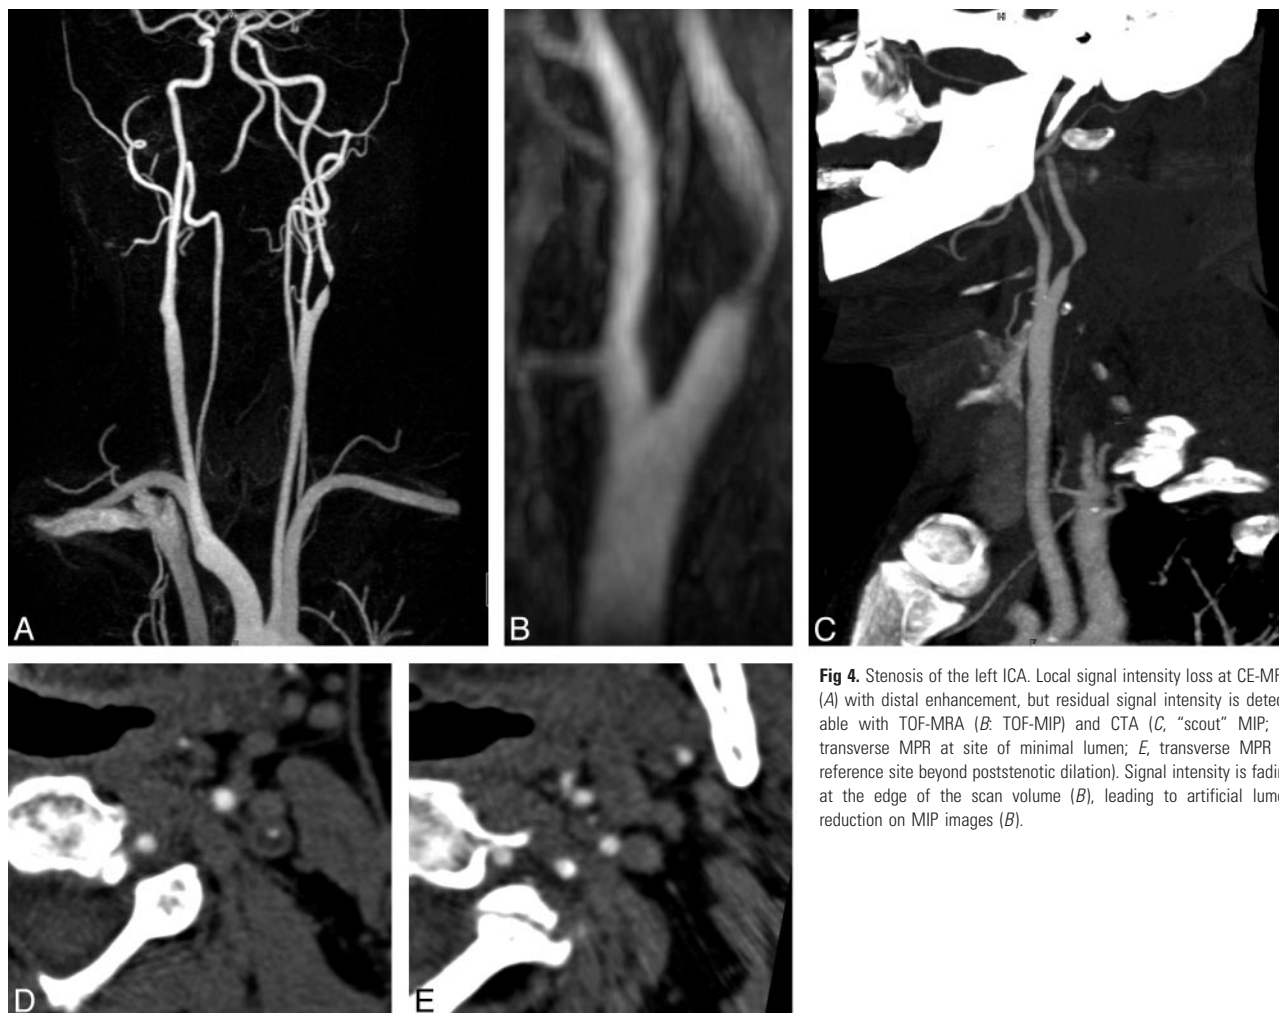 A
B
C
D
E
Fig 4. Stenosis of the left ICA. Local signal intensity loss at CE-MR
(A) with distal enhancement, but residual signal intensity is detec
able with TOF-MRA (B: TOF-MIP) and CTA (C, “scout” MIP;
transverse MPR at site of minimal lumen; E, transverse MPR
reference site beyond poststenotic dilation). Signal intensity is fadin
at the edge of the scan volume (B), leading to artificial lume
reduction on MIP images (B).